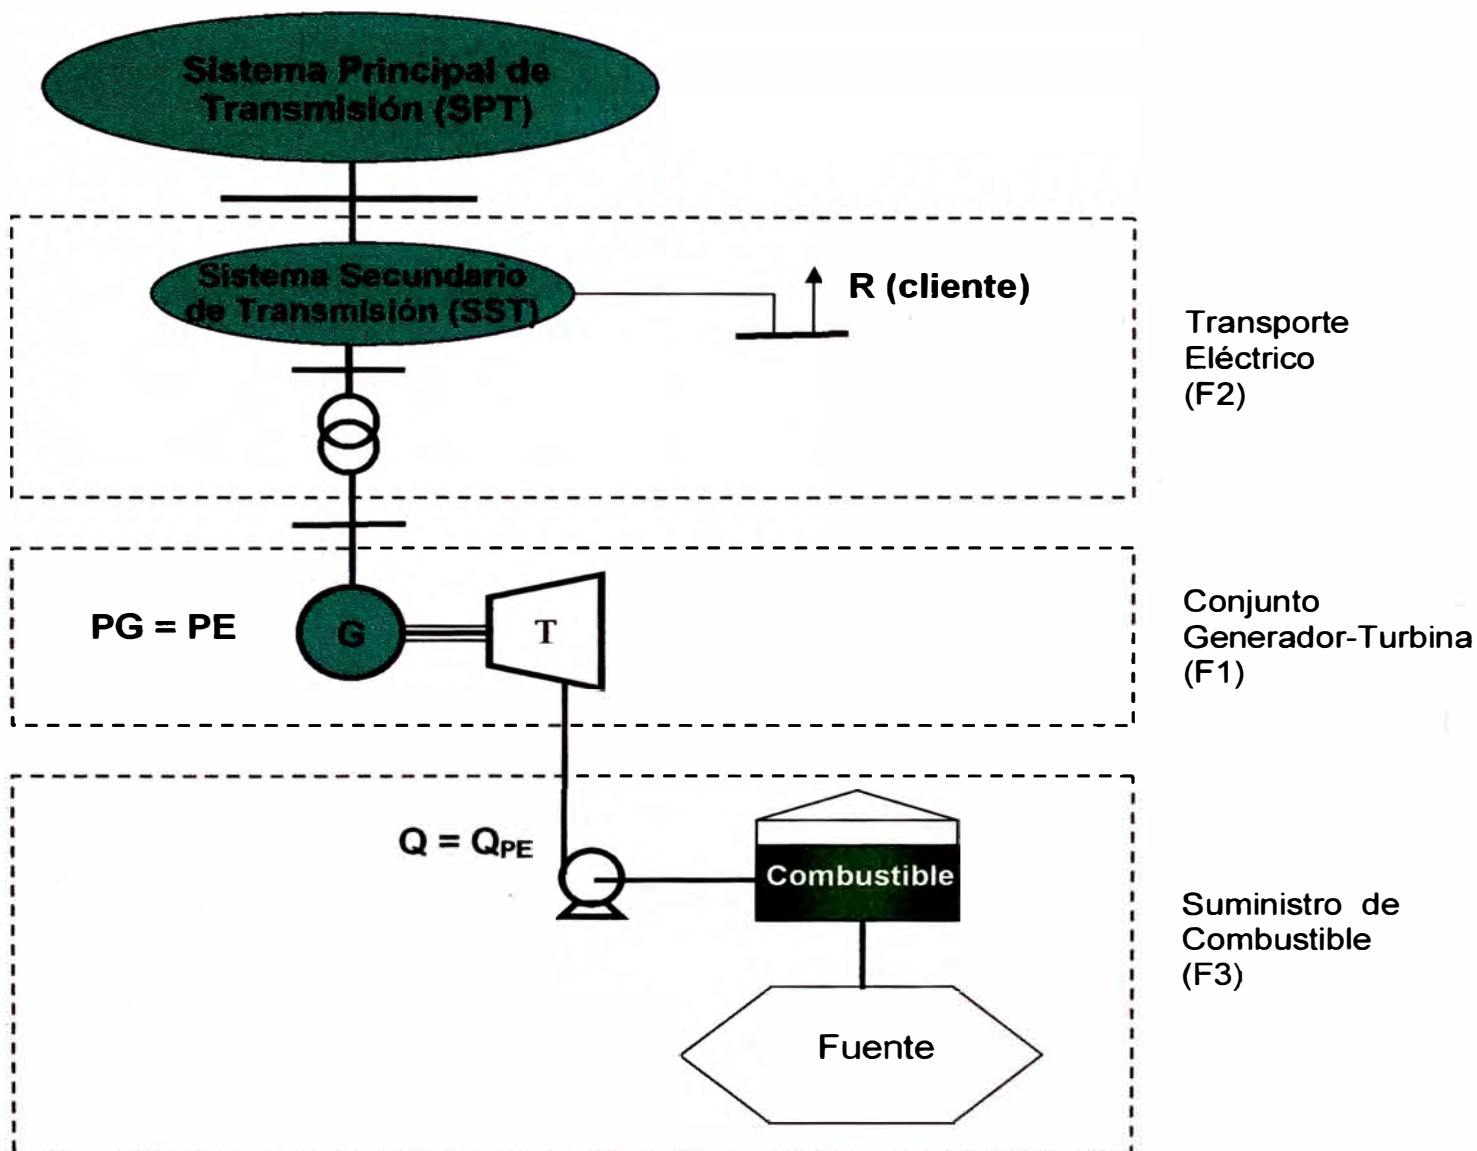 Sistema Principal de
Transmisión (SPT)
Sistema Secundario
de Transmisión (SST)
R (cliente)
Transporte
Eléctrico
(F2)
PG = PE
G
T
Conjunto
Generador-Turbina
(F1)
Q = QPE
Combustible
Suministro de
Combustible
(F3)
Fuente